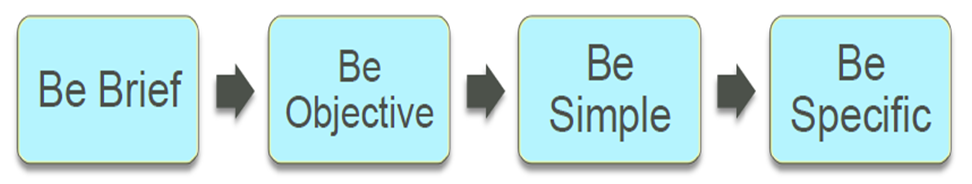 Be Brief
Be
Objective
Be
Simple
Be
Specific